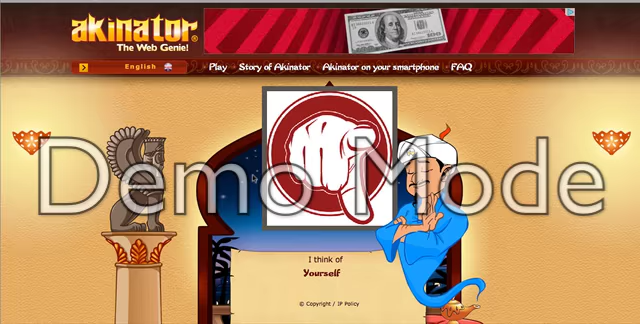 akinator®
The Web Genie!
English
Play Story of Akinator Akinator on your smartphone FAQ
Demo Mode
I think of
Yourself
© Copyright / IP Policy